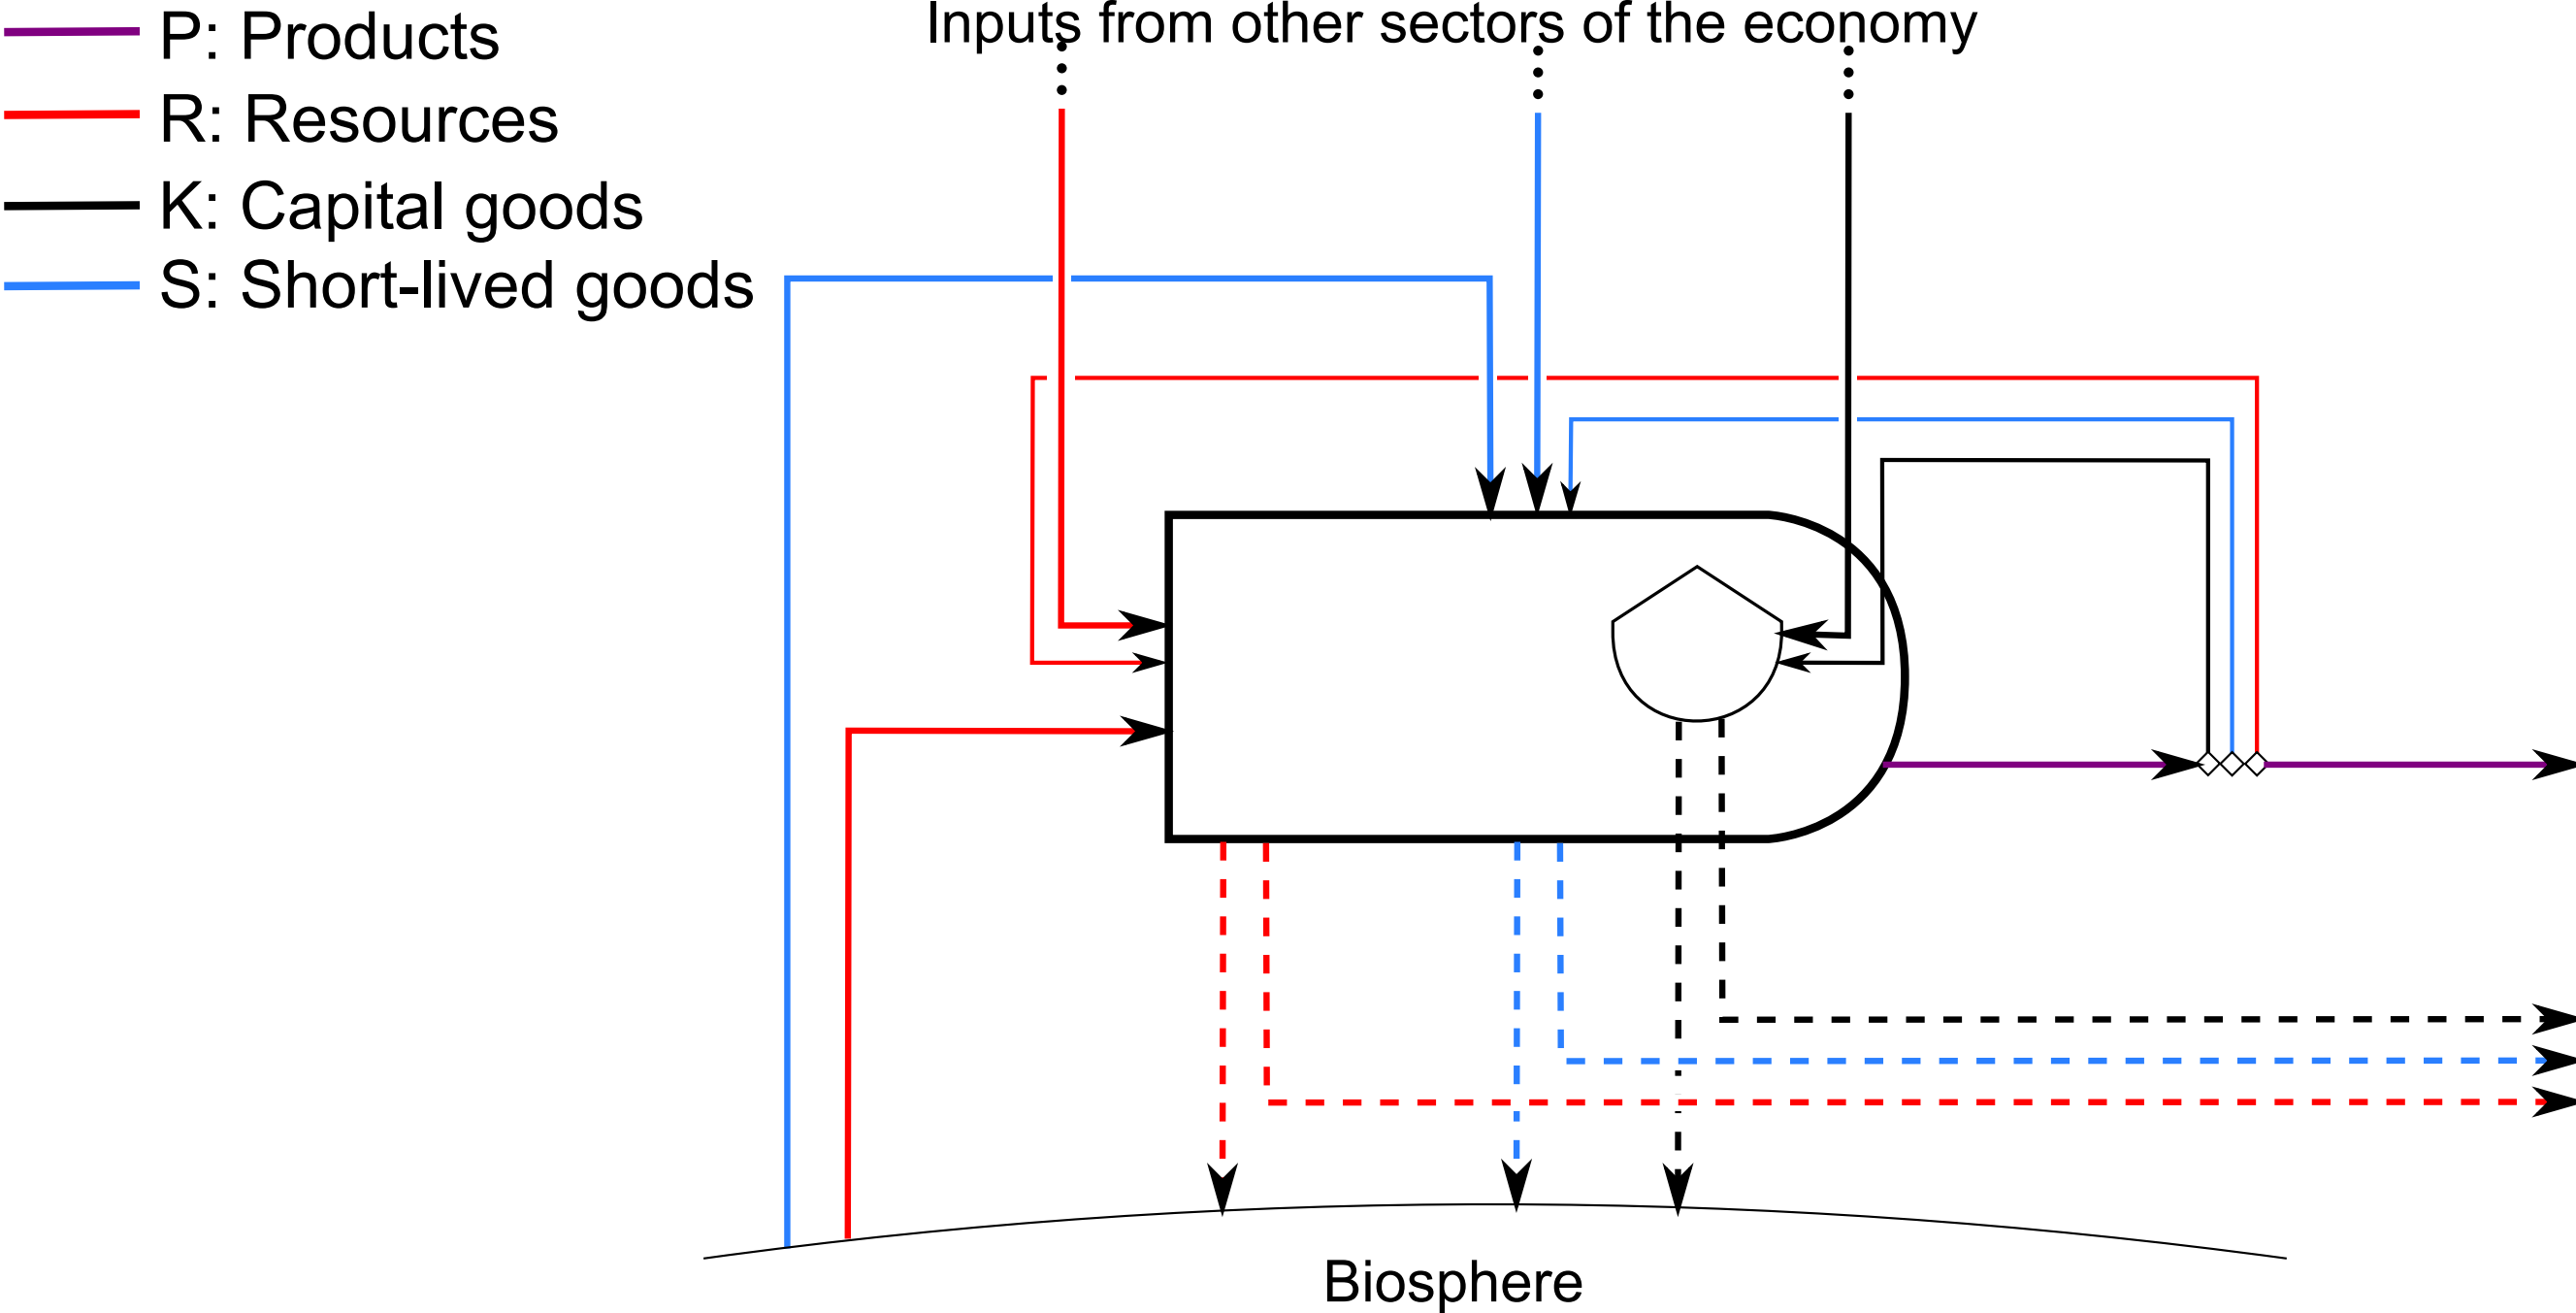 P: Products
R: Resources
K: Capital goods
S: Short-lived goods
Inputs from other sectors of the economy
Biosphere